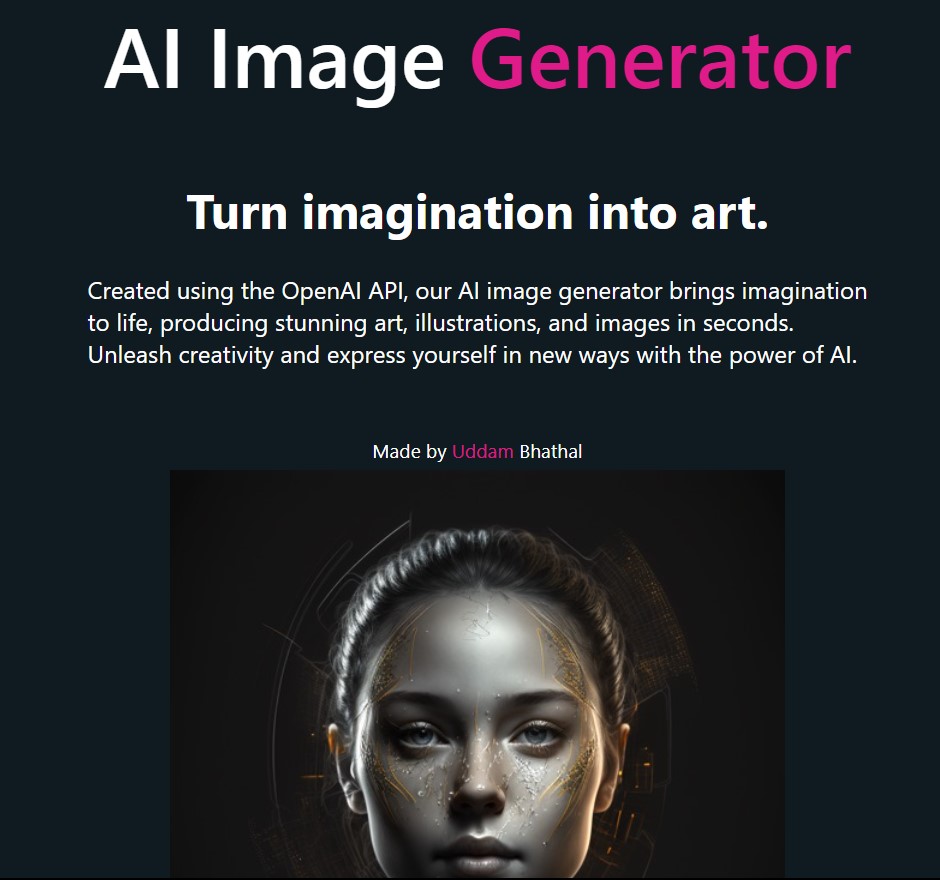 AI Image Generator
Turn imagination into art.
Created using the OpenAI API, our AI image generator brings imagination
to life, producing stunning art, illustrations, and images in seconds.
Unleash creativity and express yourself in new ways with the power of AI.
Made by Uddam Bhathal